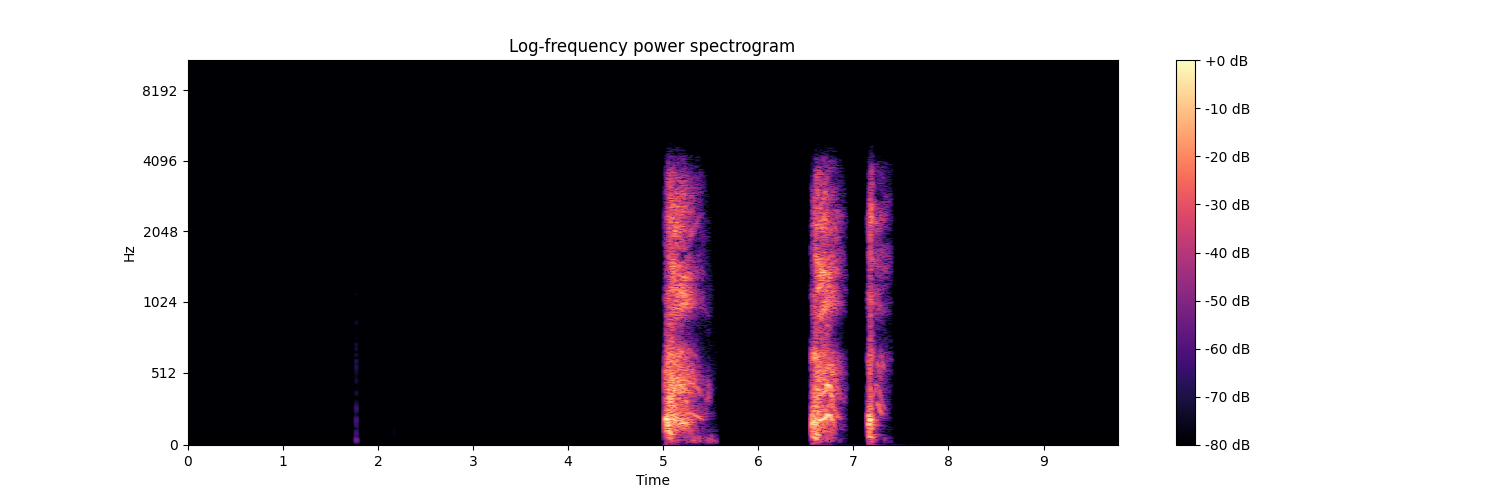 Log-frequency power spectrogram
Hz
8192
4096
2048
1024
512
0
0 1 2 3 4 5 6 7 8 9
Time
+0 dB
-10 dB
-20 dB
-30 dB
-40 dB
-50 dB
-60 dB
-70 dB
-80 dB